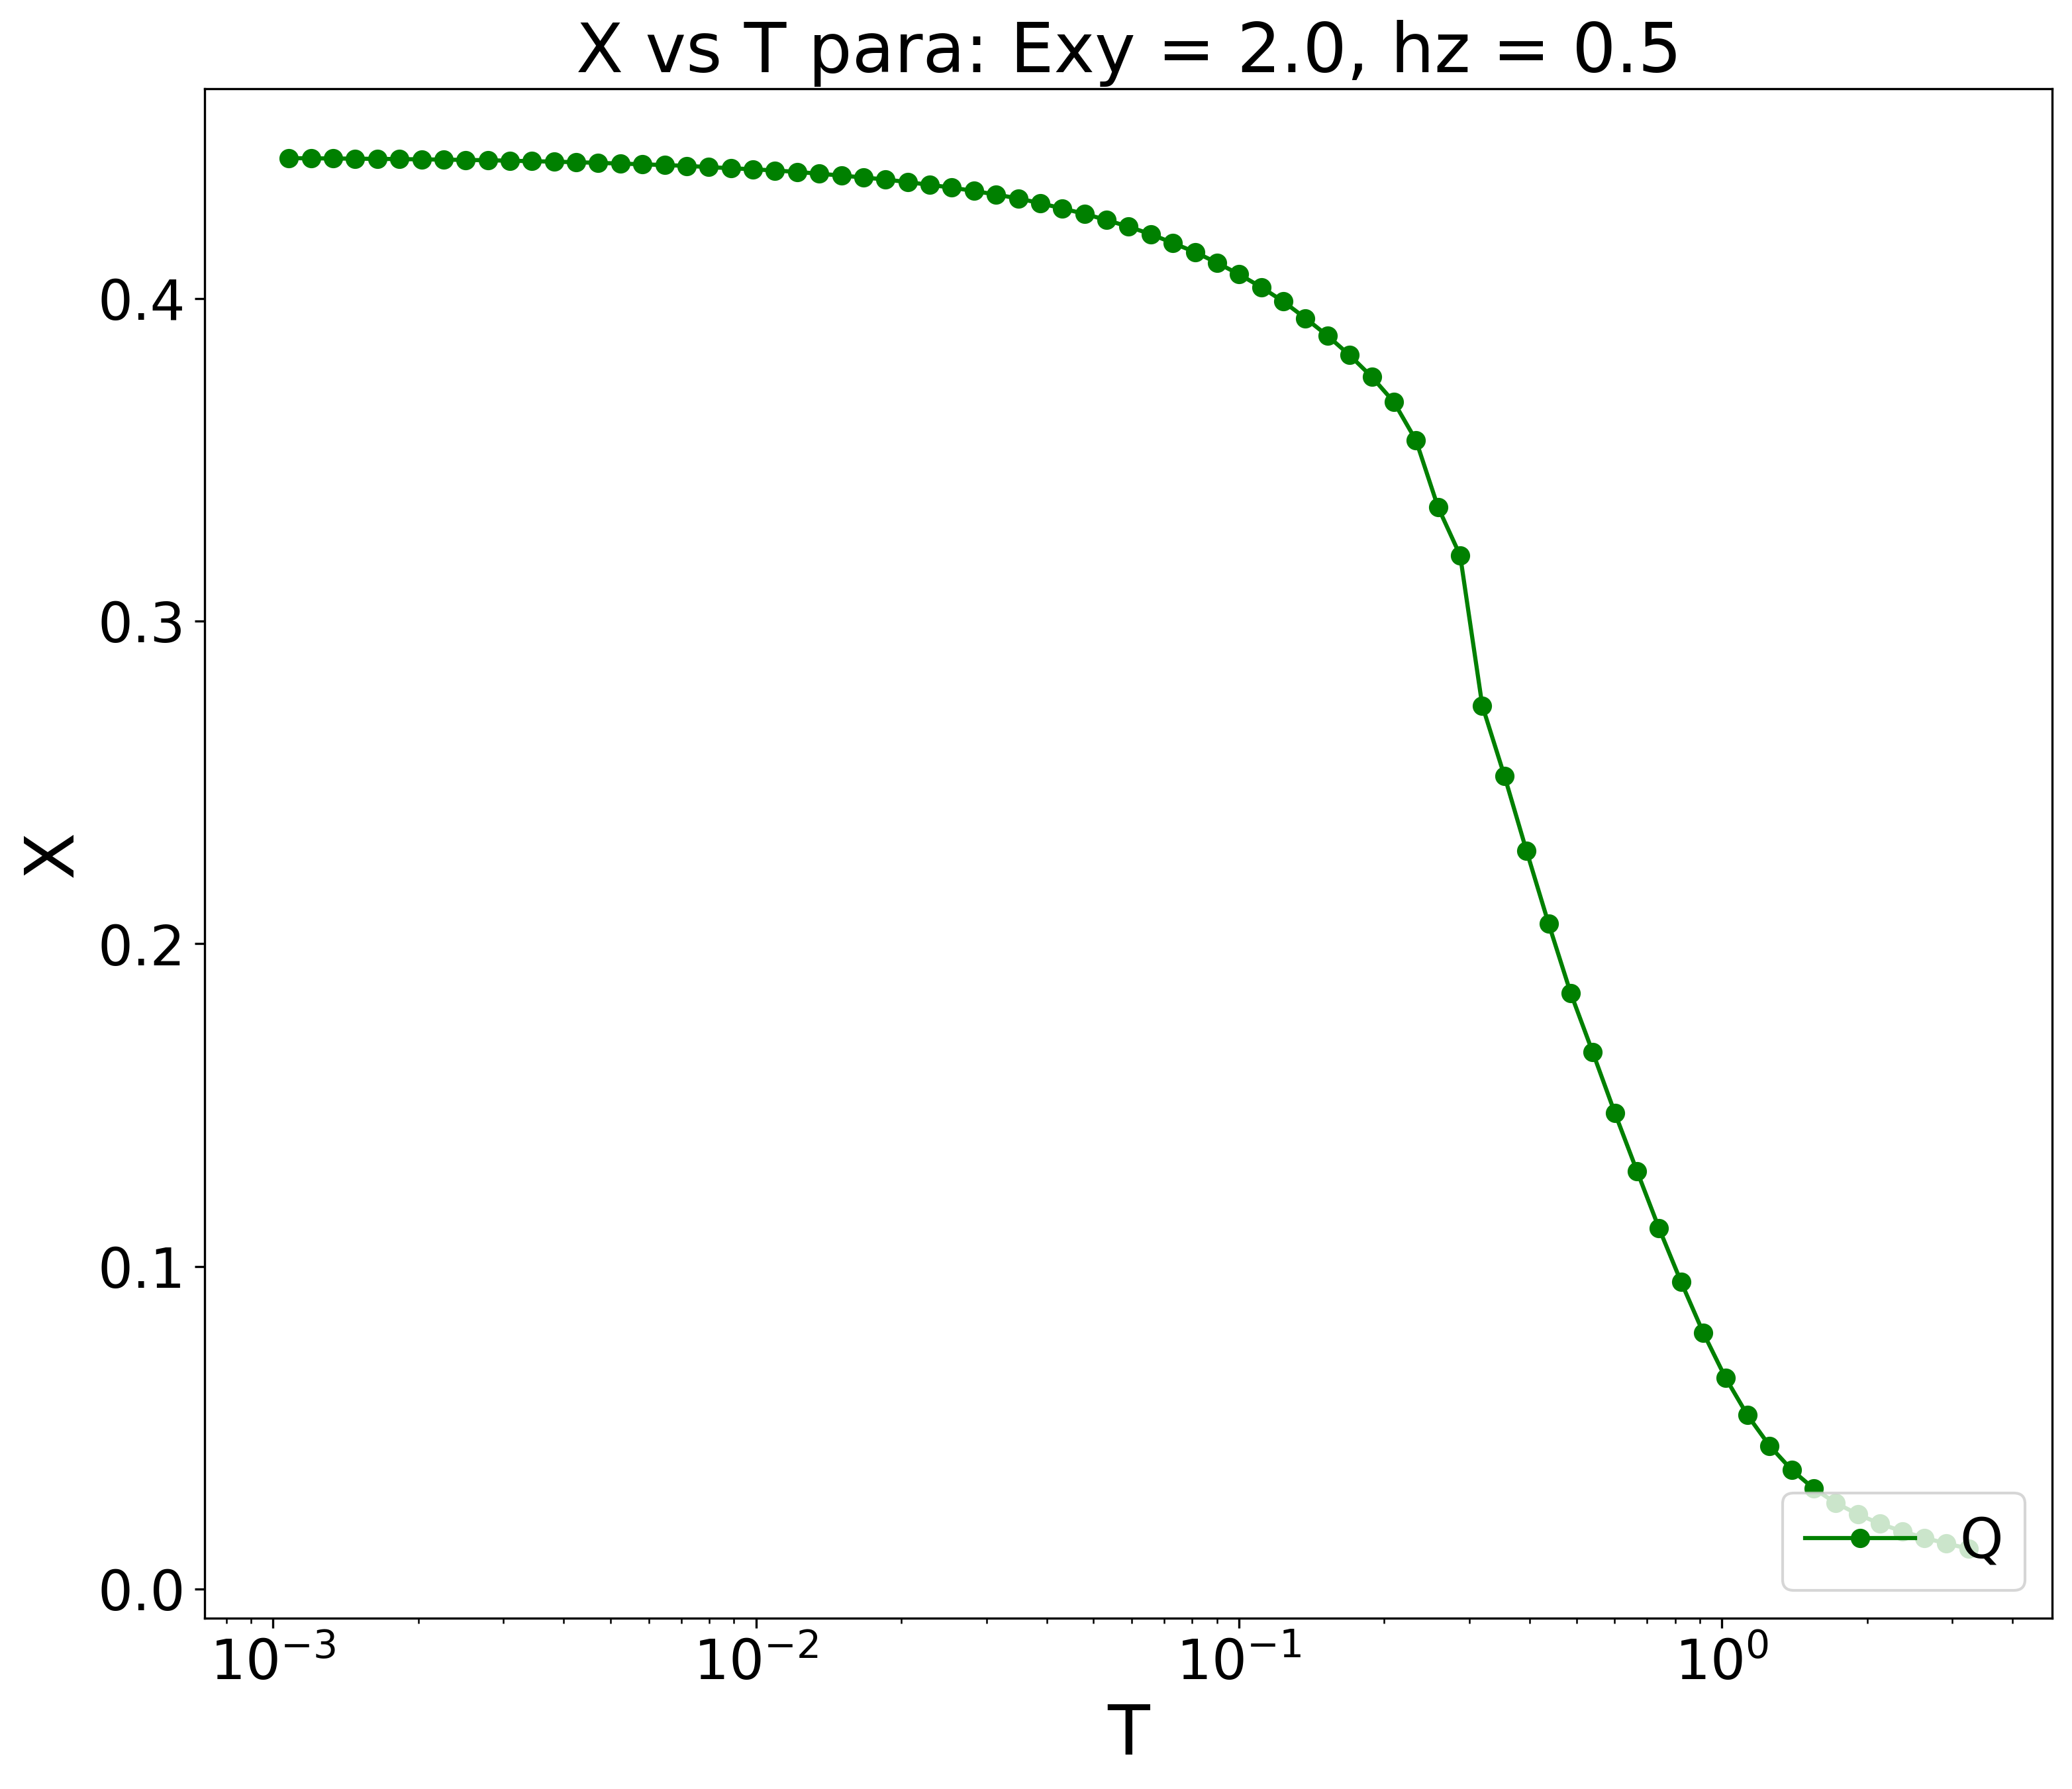 X vs T para: Exy = 2.0, hz = 0.5
X
0.4
0.3
0.2
0.1
0.0
10⁻³ 10⁻² 10⁻¹ 10⁰
T
Q